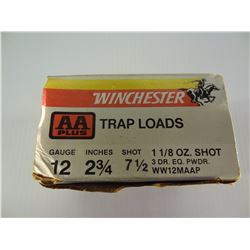 WINCHESTER
AA PLUS TRAP LOADS
GAUGE INCHES SHOT 1 1/8 OZ. SHOT
12 2¾ 7½ 3 DR. EQ. PWDR.
WW12MAAP